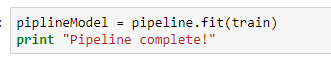 piplineModel = pipeline.fit(train)
print "Pipeline complete!"